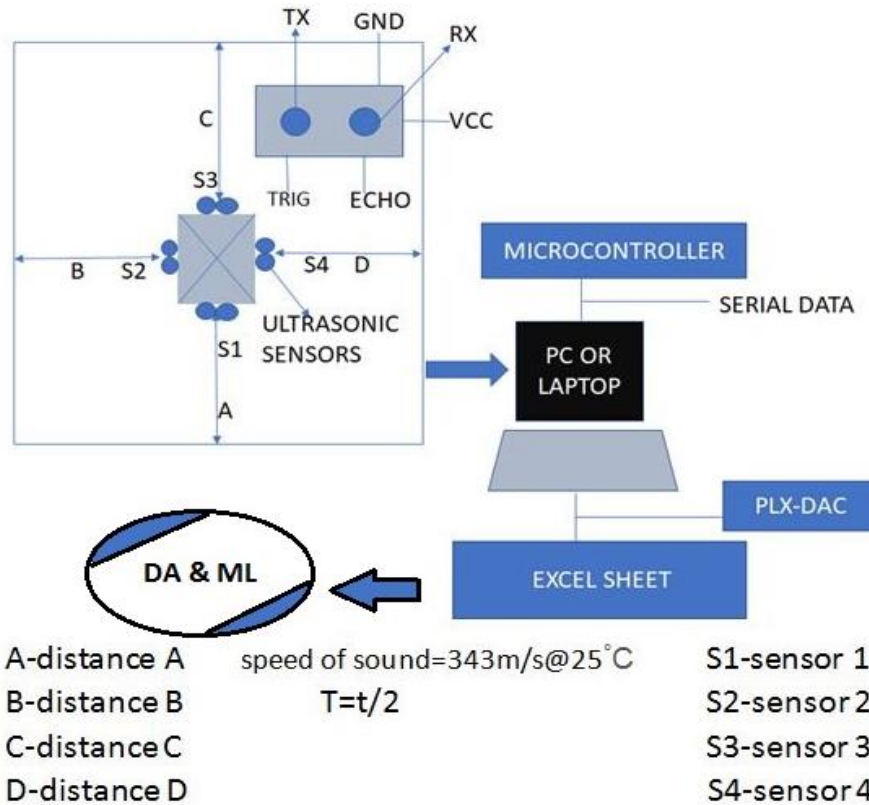 TX
GND
RX
C
VCC
S3
TRIG
ECHO
B
S2
S4
D
MICROCONTROLLER
SERIAL DATA
ULTRASONIC
SENSORS
S1
PC OR
LAPTOP
A
PLX-DAC
DA & ML
EXCEL SHEET
A-distance A
speed of sound=343m/s@25°C
S1-sensor 1
B-distance B
T=t/2
S2-sensor 2
C-distance C
S3-sensor 3
D-distance D
S4-sensor 4